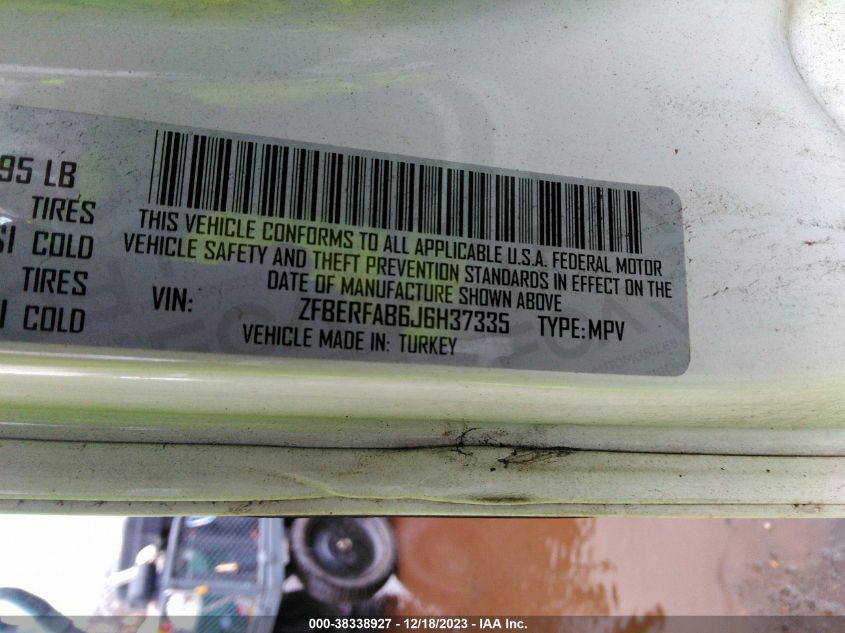 95 LB
TIRES
SI COLD
TIRES
I COLD
THIS VEHICLE CONFORMS TO ALL APPLICABLE U.S.A. FEDERAL MOTOR
VEHICLE SAFETY AND THEFT PREVENTION STANDARDS IN EFFECT ON THE
DATE OF MANUFACTURE SHOWN ABOVE
VIN: ZFBERFAB6J6H37335 TYPE: MPV
VEHICLE MADE IN: TURKEY
AUTOMOBILES
000-38338927 - 12/18/2023 - IAA Inc.